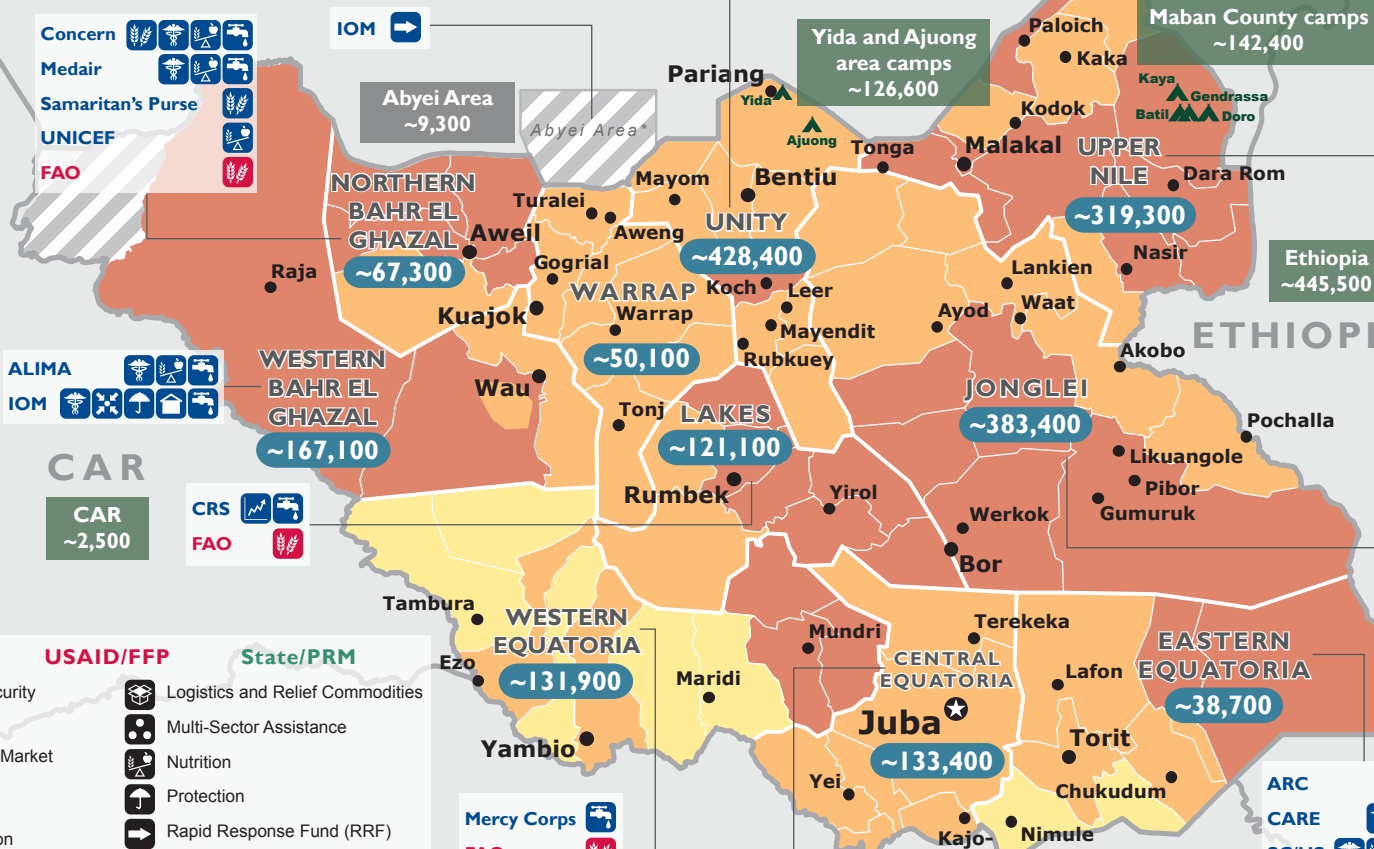 Concern
Medair
Samaritan's Purse
UNICEF
FAO
IOM
Abyei Area
~9,300
Abyei Area*
Yida and Ajuong
area camps
~126,600
Maban County camps
~142,400
Paloich
Kaka
Kaya
Gendrassa
Batil
Doro
Pariang
Yida
Ajuong
Kodok
Tonga
Malakal
UPPER
NILE
~319,300
Dara Rom
Nasir
Ethiopia
~445,500
ETHIOPI
NORTHERN
BAHR EL
GHAZAL
~67,300
Aweil
Raja
Turalei
Aweng
Mayom
Bentiu
UNITY
~428,400
Gogrial
Koch
Leer
WARRAP
Warrap
Kuajok
~50,100
Mayendit
Rubkuey
Lankien
Waat
Ayod
Akobo
ALIMA
IOM
WESTERN
BAHR EL
GHAZAL
~167,100
Wau
Tonj
LAKES
~121,100
Rumbek
Yirol
JONGLEI
~383,400
Pochalla
Likuangole
Pibor
Gumuruk
Werkok
Bor
CAR
CAR
~2,500
CRS
FAO
Tambura
WESTERN
EQUATORIA
~131,900
Ezo
Yambio
Maridi
Mundri
Terekeka
CENTRAL
EQUATORIA
Juba
~133,400
Yei
Kajo-
Lafon
EASTERN
EQUATORIA
~38,700
Torit
Chukudum
Nimule
USAID/FFP
State/PRM
curity
Logistics and Relief Commodities
Multi-Sector Assistance
Market
Nutrition
Protection
on
Rapid Response Fund (RRF)
Mercy Corps
FAO
ARC
CARE